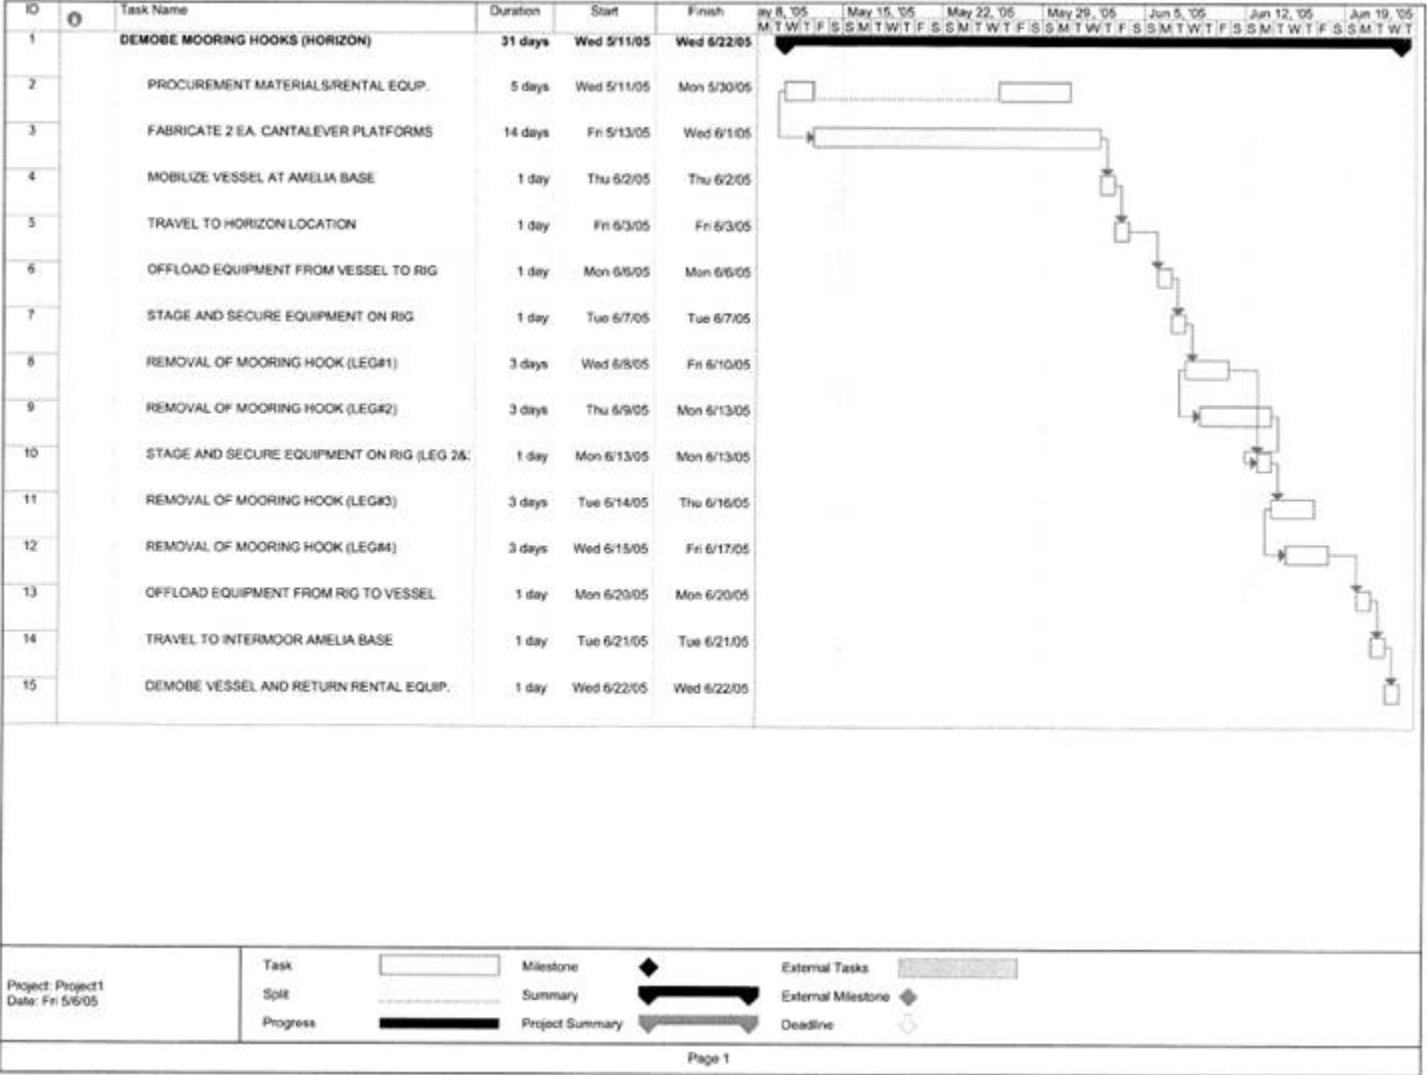 ID Task Name Duration Start Finish ay 8, '05 May 15, '05 May 22, '05 May 29, '05 Jun 5, '05 Jun 12, '05 Jun 19, '05
M T W T F S S M T W T F S S M T W T F S S M T W T F S S M T W T F S S M T W T F S S M T W T
1 DEMOBE MOORING HOOKS (HORIZON) 31 days Wed 5/11/05 Wed 6/22/05
2 PROCUREMENT MATERIALS/RENTAL EQUP. 5 days Wed 5/11/05 Mon 5/30/05
3 FABRICATE 2 EA. CANTALEVER PLATFORMS 14 days Fri 5/13/05 Wed 6/1/05
4 MOBILIZE VESSEL AT AMELIA BASE 1 day Thu 6/2/05 Thu 6/2/05
5 TRAVEL TO HORIZON LOCATION 1 day Fri 6/3/05 Fri 6/3/05
6 OFFLOAD EQUIPMENT FROM VESSEL TO RIG 1 day Mon 6/6/05 Mon 6/6/05
7 STAGE AND SECURE EQUIPMENT ON RIG 1 day Tue 6/7/05 Tue 6/7/05
8 REMOVAL OF MOORING HOOK (LEG#1) 3 days Wed 6/8/05 Fri 6/10/05
9 REMOVAL OF MOORING HOOK (LEG#2) 3 days Thu 6/9/05 Mon 6/13/05
10 STAGE AND SECURE EQUIPMENT ON RIG (LEG 2&: 1 day Mon 6/13/05 Mon 6/13/05
11 REMOVAL OF MOORING HOOK (LEG#3) 3 days Tue 6/14/05 Thu 6/16/05
12 REMOVAL OF MOORING HOOK (LEG#4) 3 days Wed 6/15/05 Fri 6/17/05
13 OFFLOAD EQUIPMENT FROM RIG TO VESSEL 1 day Mon 6/20/05 Mon 6/20/05
14 TRAVEL TO INTERMOOR AMELIA BASE 1 day Tue 6/21/05 Tue 6/21/05
15 DEMOBE VESSEL AND RETURN RENTAL EQUIP. 1 day Wed 6/22/05 Wed 6/22/05
Project: Project1
Date: Fri 5/6/05
Task Milestone External Tasks
Split Summary External Milestone
Progress Project Summary Deadline
Page 1